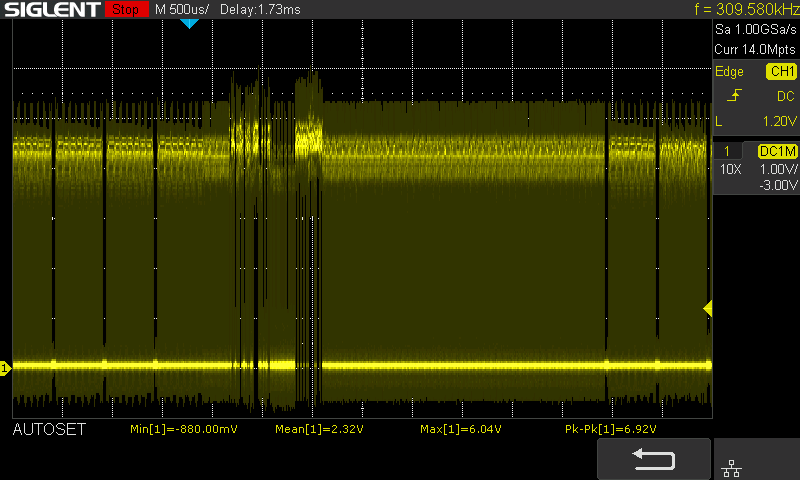 SIGLENT Stop M 500us/ Delay:1.73ms f = 309.580kHz
Sa 1.00GSa/s
Curr 14.0Mpts
Edge CH1
DC
L 1.20V
1 DC1M
10X 1.00V/
-3.00V
1
AUTOSET Min[1]=-880.00mV Mean[1]=2.32V Max[1]=6.04V Pk-Pk[1]=6.92V